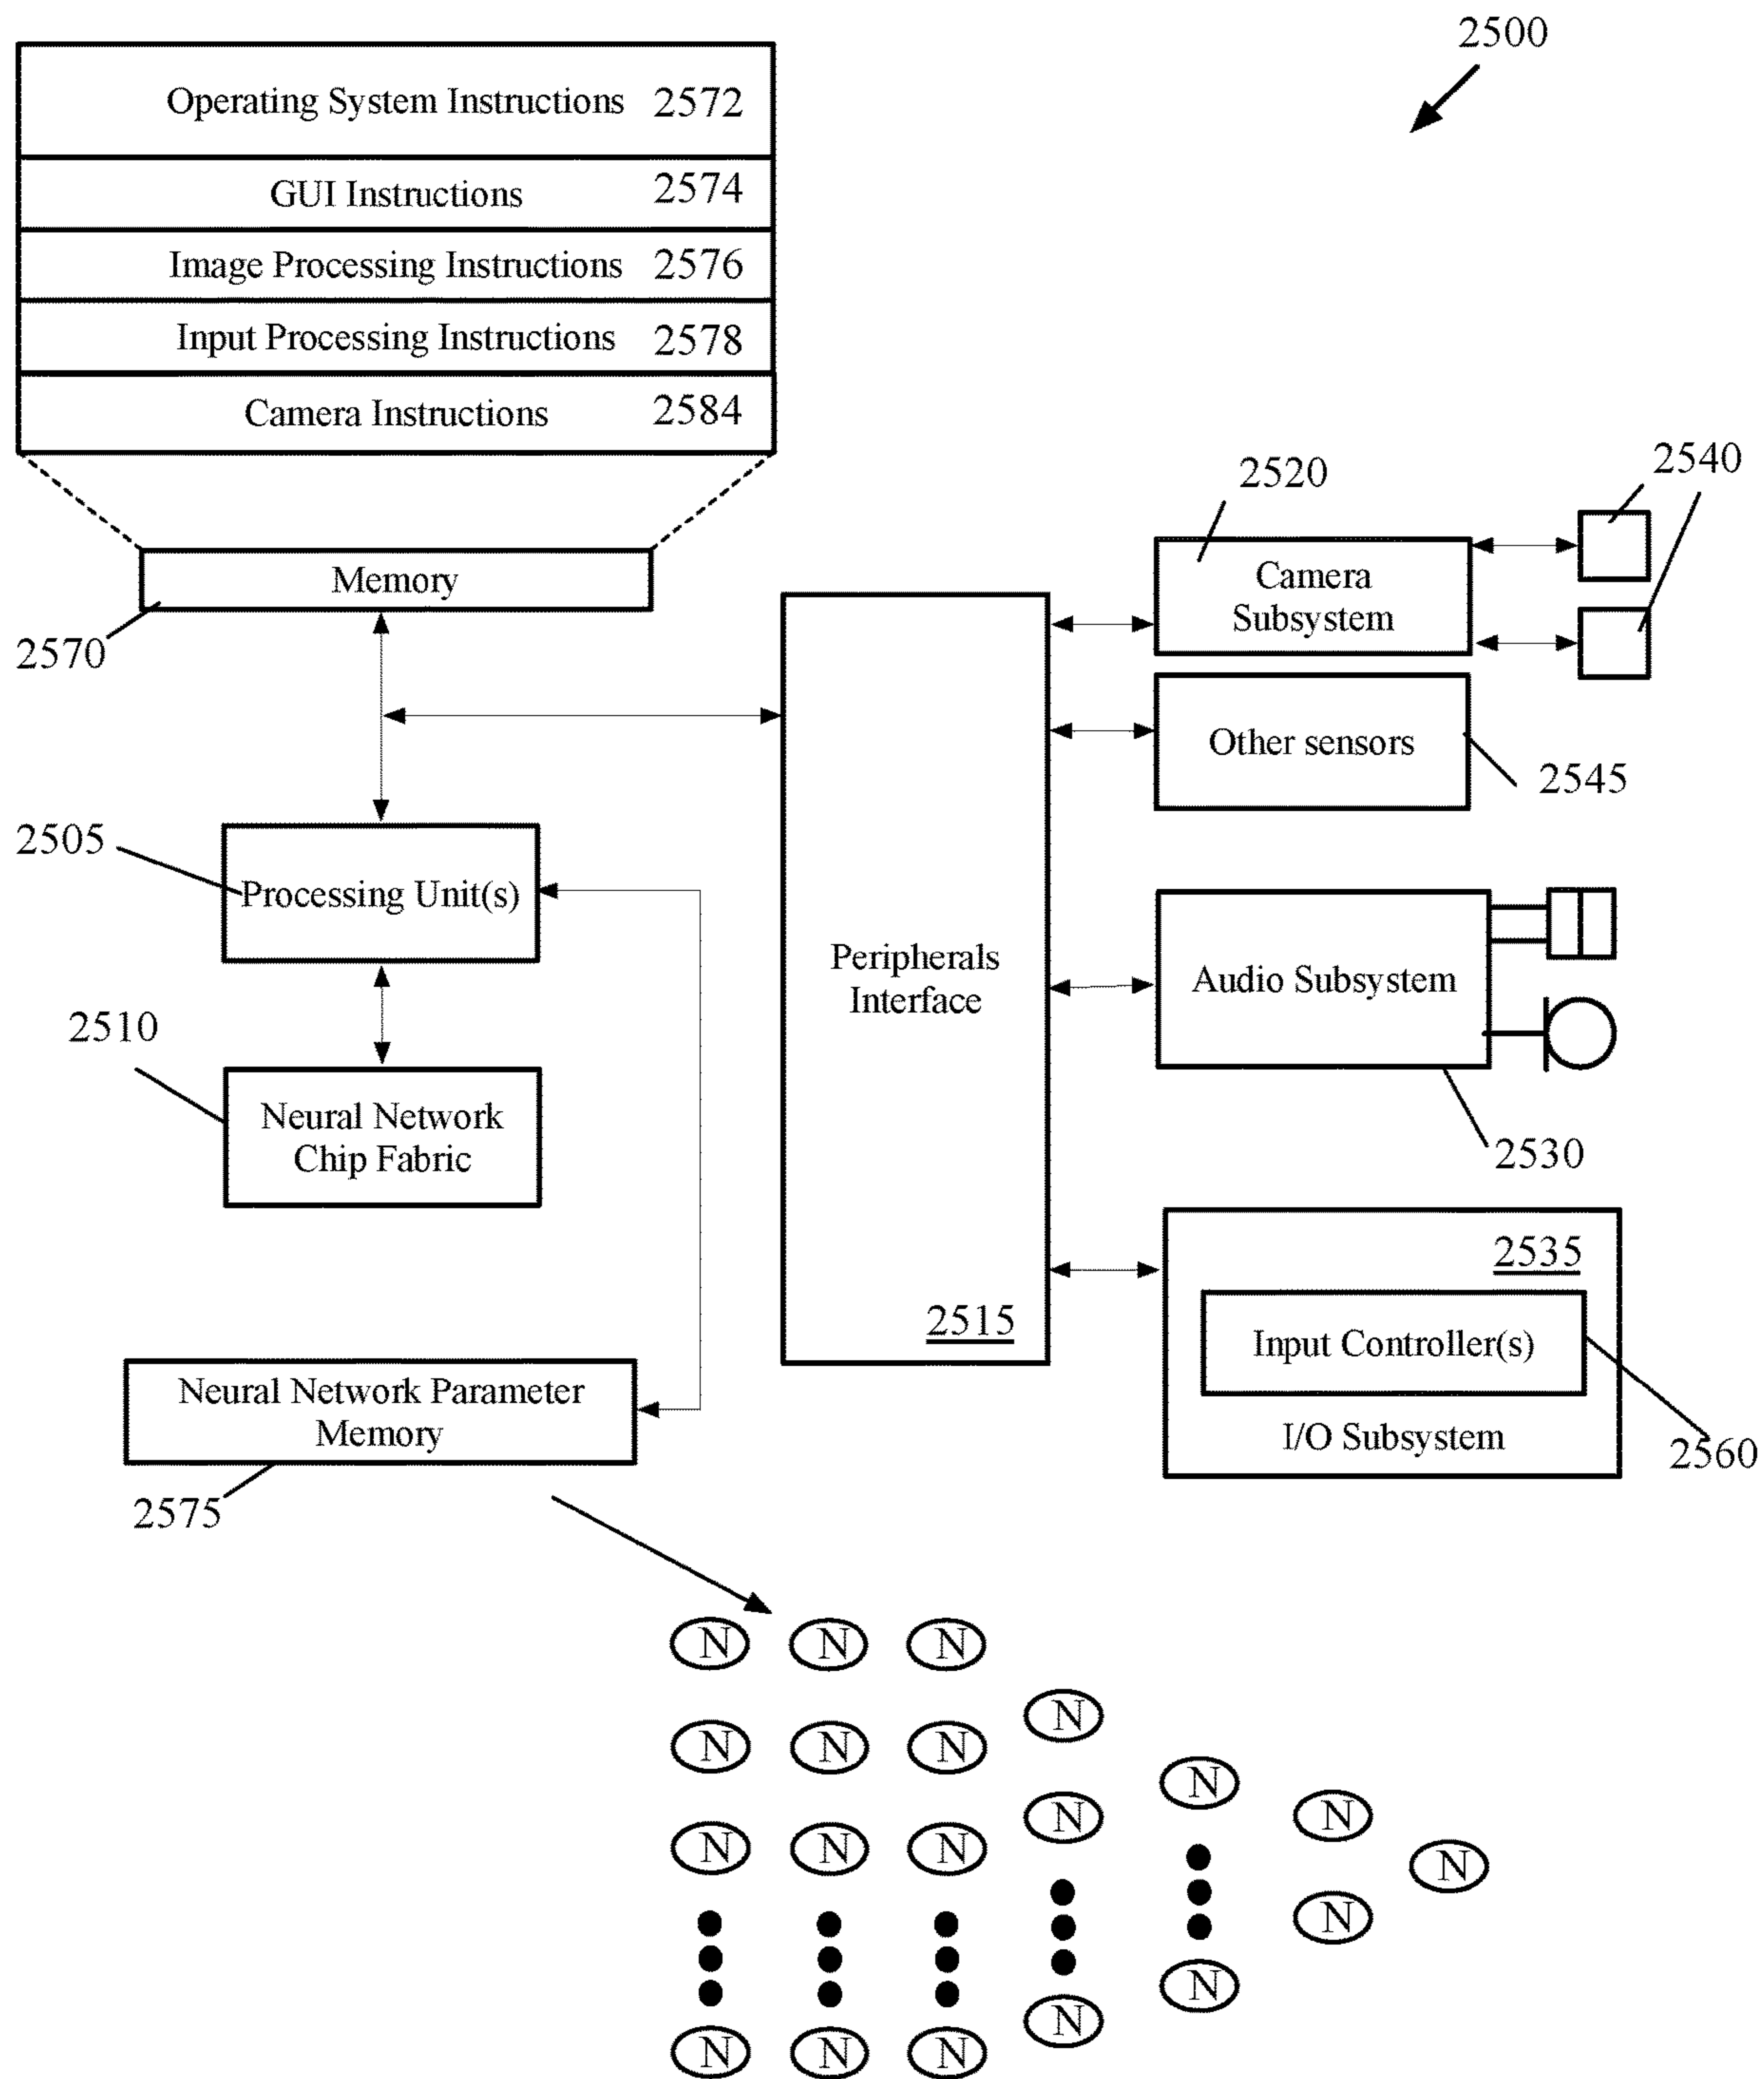 2500
Operating System Instructions 2572
GUI Instructions 2574
Image Processing Instructions 2576
Input Processing Instructions 2578
Camera Instructions 2584
Memory
2570
2520
2540
Camera
Subsystem
Other sensors
2545
2505
Processing Unit(s)
2510
Neural Network
Chip Fabric
Peripherals
Interface
2515
Audio Subsystem
2530
2535
Input Controller(s)
I/O Subsystem
2560
Neural Network Parameter
Memory
2575
N N N
N
N N N
N
N
N
N N N
N
N
N
N
N
N N N